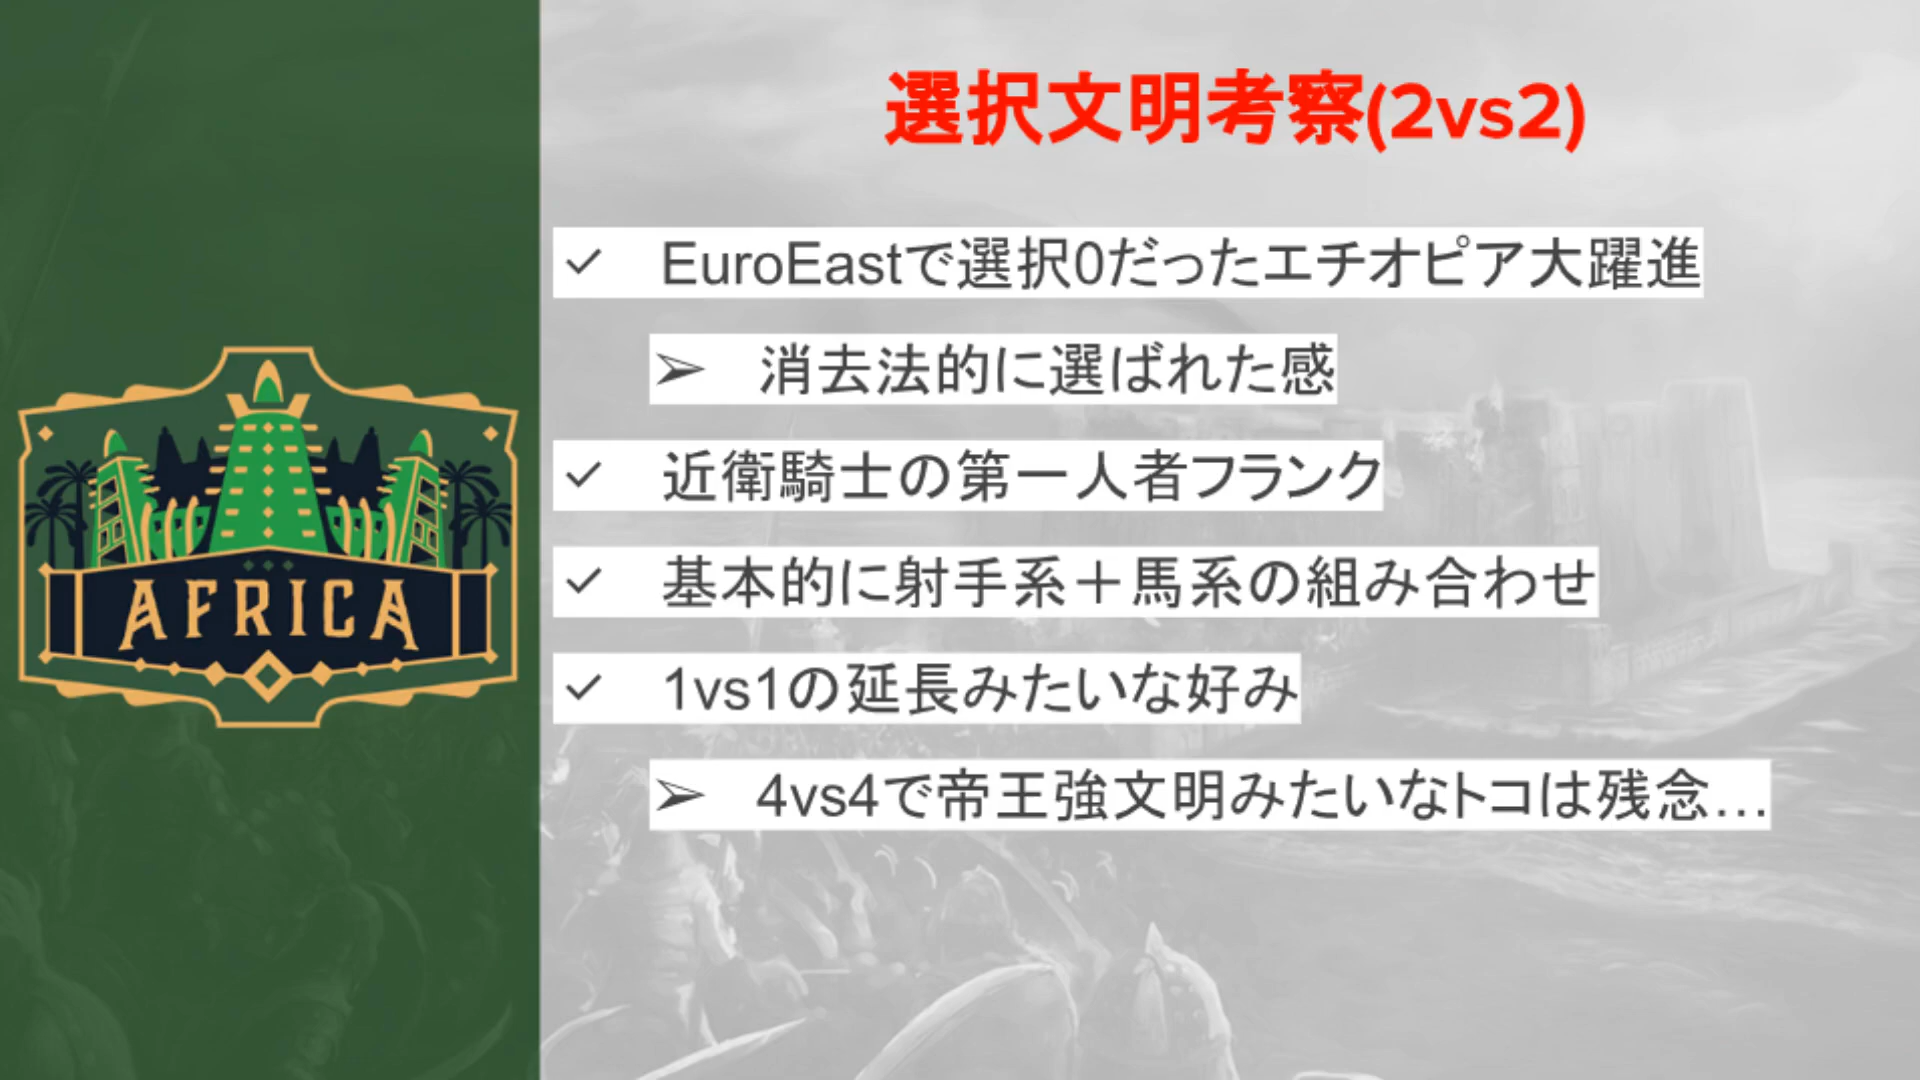 選択文明考察(2vs2)
✓ EuroEastで選択0だったエチオピア大躍進
➢ 消去法的に選ばれた感
✓ 近衛騎士の第一人者フランク
✓ 基本的に射手系＋馬系の組み合わせ
✓ 1vs1の延長みたいな好み
➢ 4vs4で帝王強文明みたいなトコは残念…
AFRICA